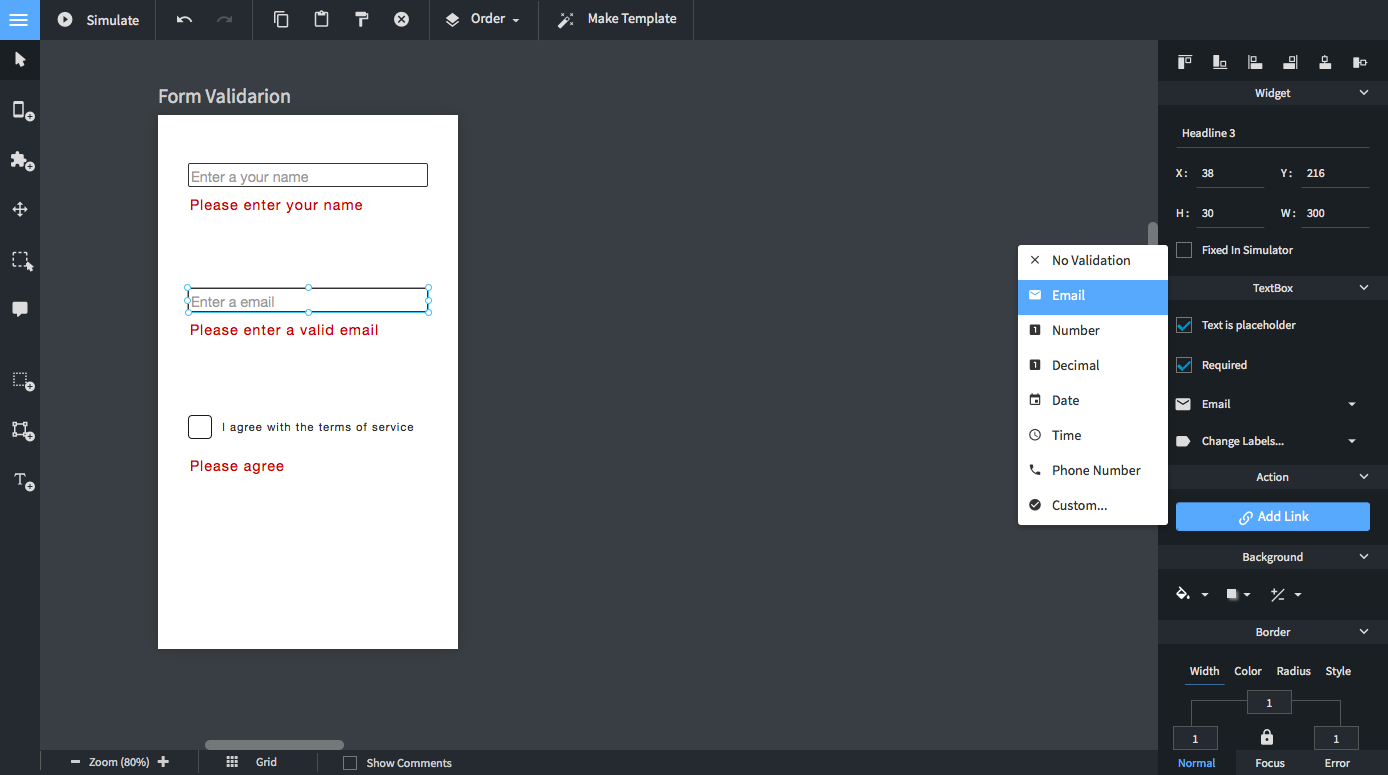 Simulate
Order
Make Template
Form Validarion
Enter a your name
Please enter your name
Enter a email
Please enter a valid email
I agree with the terms of service
Please agree
No Validation
Email
Number
Decimal
Date
Time
Phone Number
Custom...
Widget
Headline 3
X: 38 Y: 216
H: 30 W: 300
Fixed In Simulator
TextBox
Text is placeholder
Required
Email
Change Labels...
Action
Add Link
Background
Border
Width Color Radius Style
1
1 1
Normal Focus Error
Zoom (80%)
Grid
Show Comments